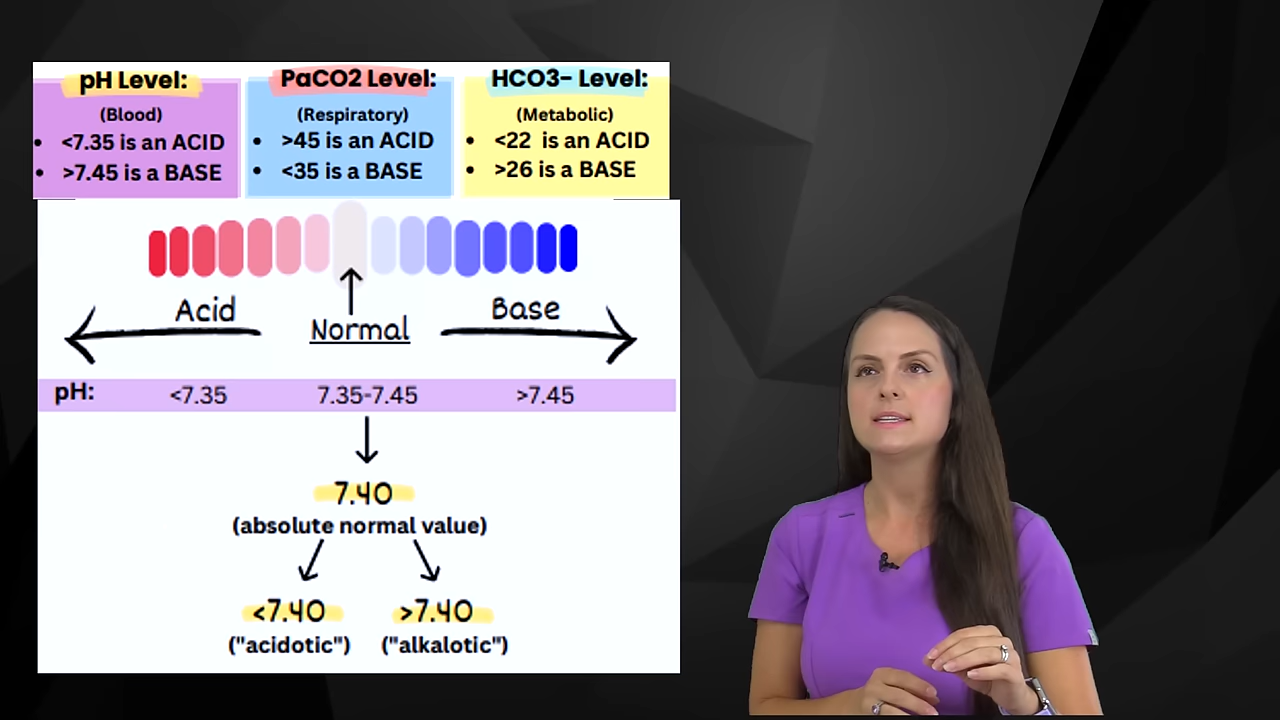 pH Level:
(Blood)
• <7.35 is an ACID
• >7.45 is a BASE
PaCO2 Level:
(Respiratory)
• >45 is an ACID
• <35 is a BASE
HCO3- Level:
(Metabolic)
• <22 is an ACID
• >26 is a BASE
Acid
Normal
Base
pH: <7.35 7.35-7.45 >7.45
7.40
(absolute normal value)
<7.40 >7.40
("acidotic") ("alkalotic")